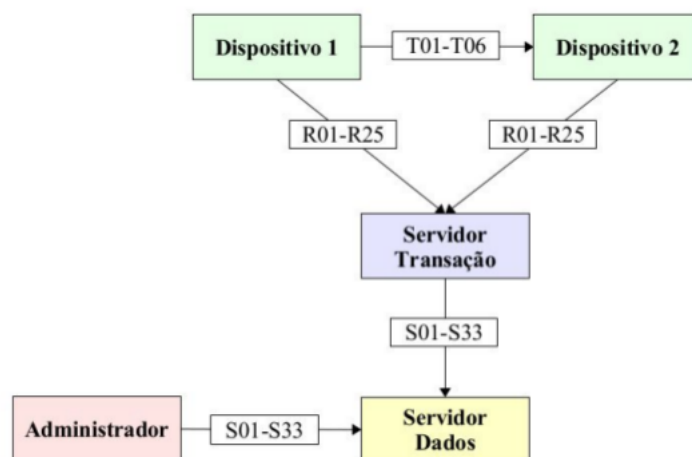 Dispositivo 1
T01-T06
Dispositivo 2
R01-R25
R01-R25
Servidor
Transação
S01-S33
Administrador
S01-S33
Servidor
Dados